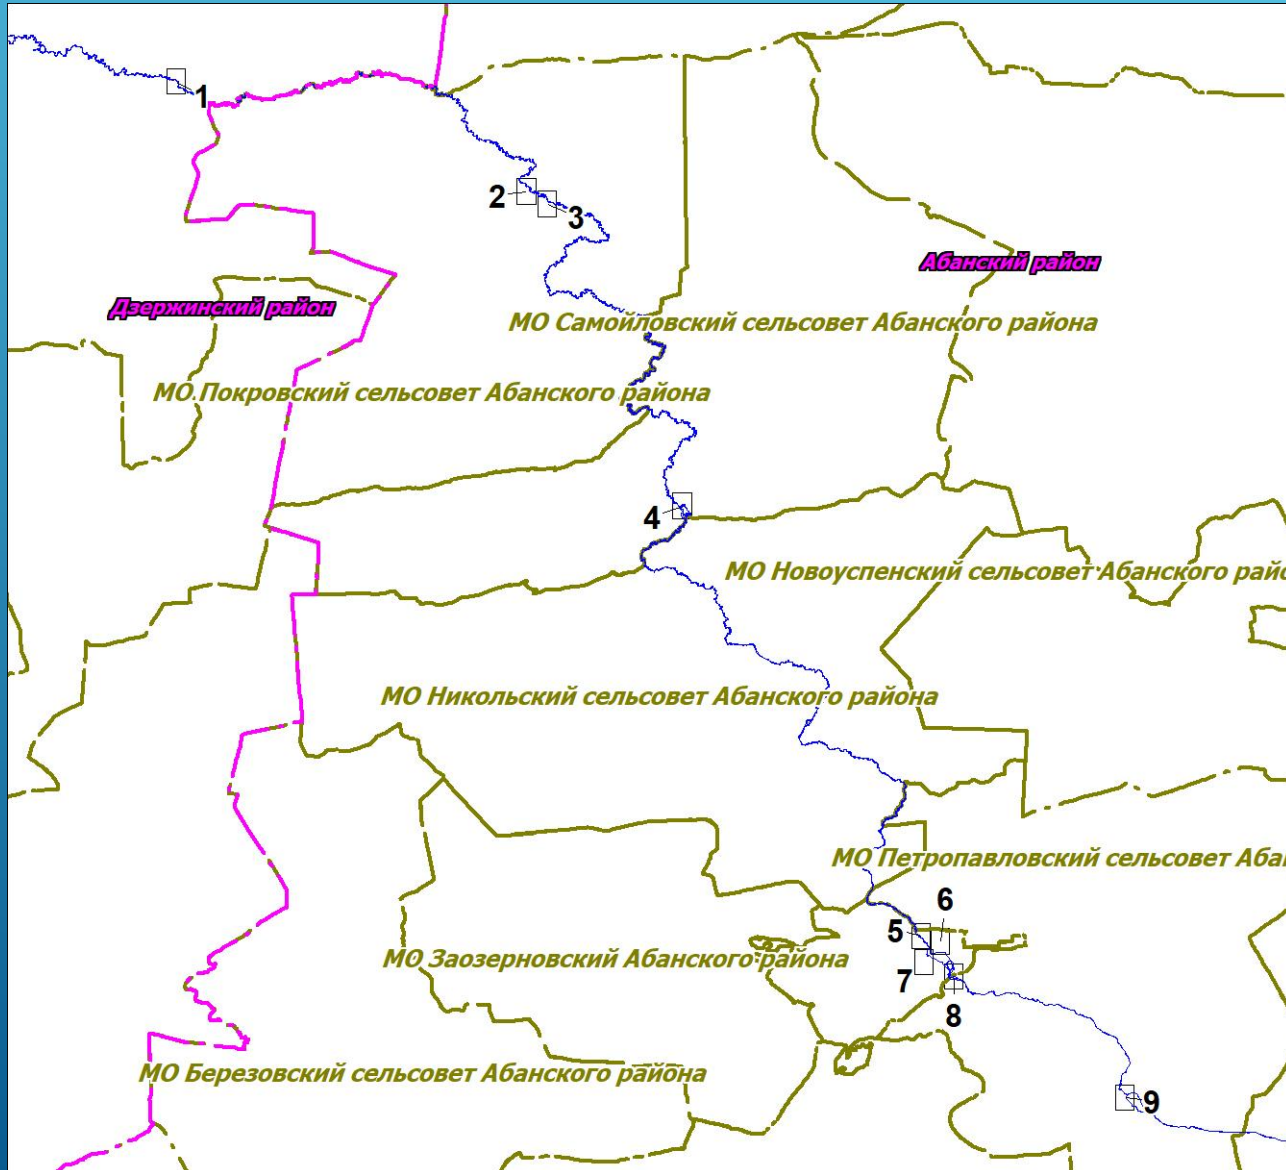 1
2
3
Абанский район
Дзержинский район
МО Самойловский сельсовет Абанского района
МО Покровский сельсовет Абанского района
4
МО Новоуспенский сельсовет Абанского райо
МО Никольский сельсовет Абанского района
МО Петропавловский сельсовет Аба
6
5
МО Заозерновский Абанского района
7
8
МО Березовский сельсовет Абанского района
9